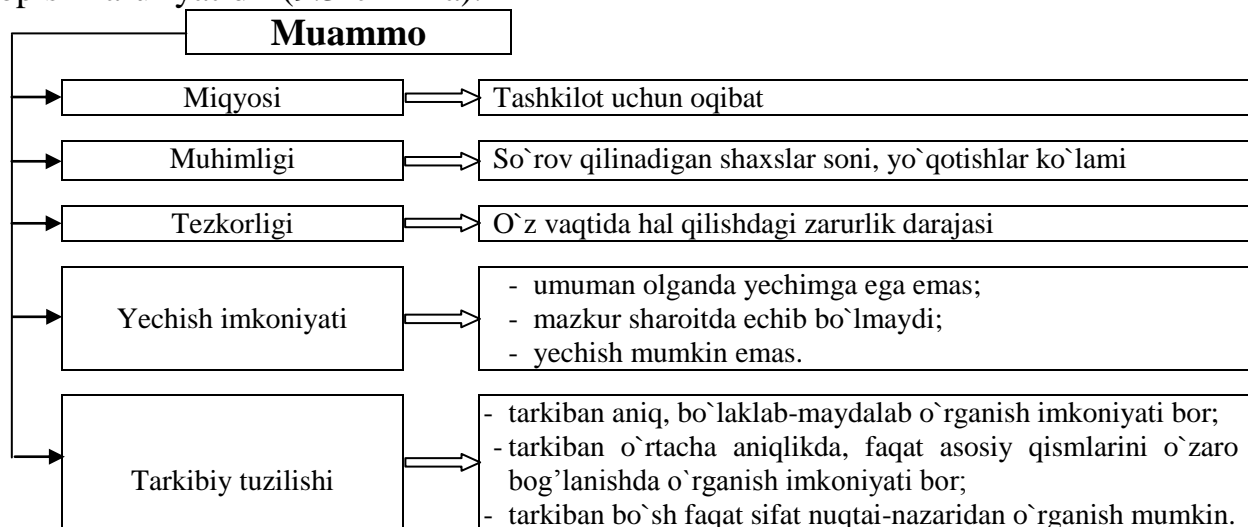 Muammo
Miqyosi
Tashkilot uchun oqibat
Muhimligi
So`rov qilinadigan shaxslar soni, yo`qotishlar ko`lami
Tezkorligi
O`z vaqtida hal qilishdagi zarurlik darajasi
Yechish imkoniyati
- umuman olganda yechimga ega emas;
- mazkur sharoitda echib bo`lmaydi;
- yechish mumkin emas.
Tarkibiy tuzilishi
- tarkiban aniq, bo`laklab-maydalab o`rganish imkoniyati bor;
- tarkiban o`rtacha aniqlikda, faqat asosiy qismlarini o`zaro
bog’lanishda o`rganish imkoniyati bor;
- tarkiban bo`sh faqat sifat nuqtai-nazaridan o`rganish mumkin.